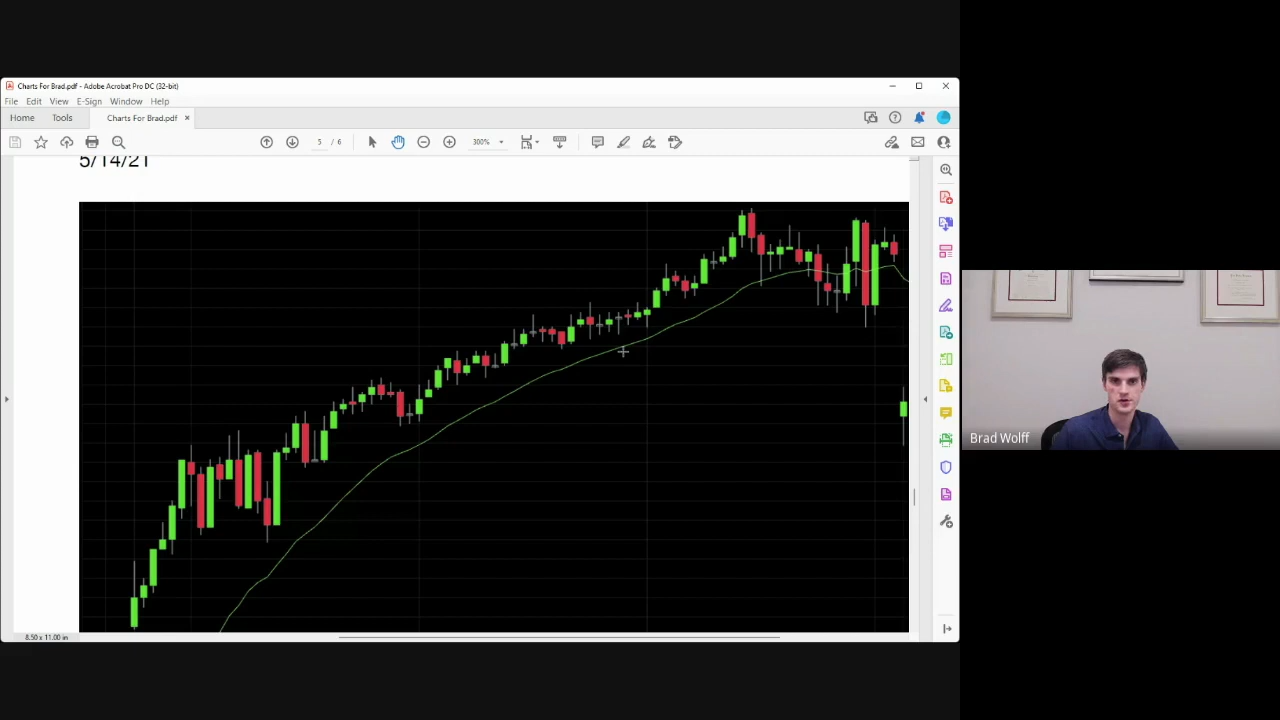 Charts For Brad.pdf - Adobe Acrobat Pro DC (32-bit)
File Edit View E-Sign Window Help
Home Tools Charts For Brad.pdf ×
5 / 6 300%
5/14/21
Brad Wolff
8.50 x 11.00 in